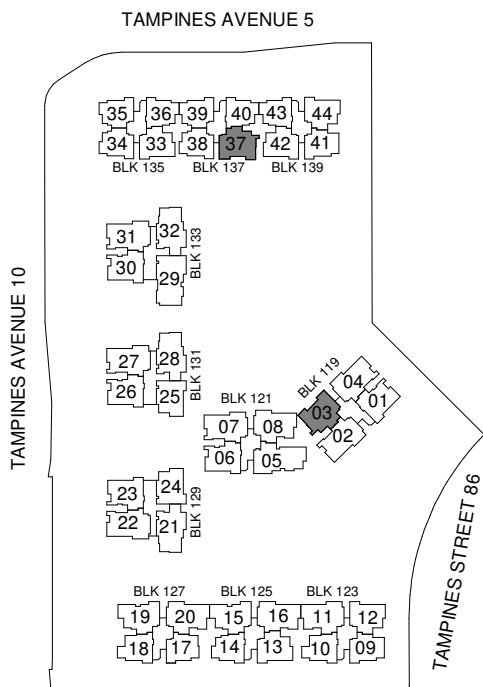 TAMPINES AVENUE 5
35 36 39 40 43 44
34 33 38 37 42 41
BLK 135 BLK 137 BLK 139
TAMPINES AVENUE 10
31 32
30 29
BLK 133
27 28
26 25
BLK 131
BLK 119
04
01
03
02
BLK 121
07 08
06 05
23 24
22 21
BLK 129
TAMPINES STREET 86
BLK 127 BLK 125 BLK 123
19 20 15 16 11 12
18 17 14 13 10 09